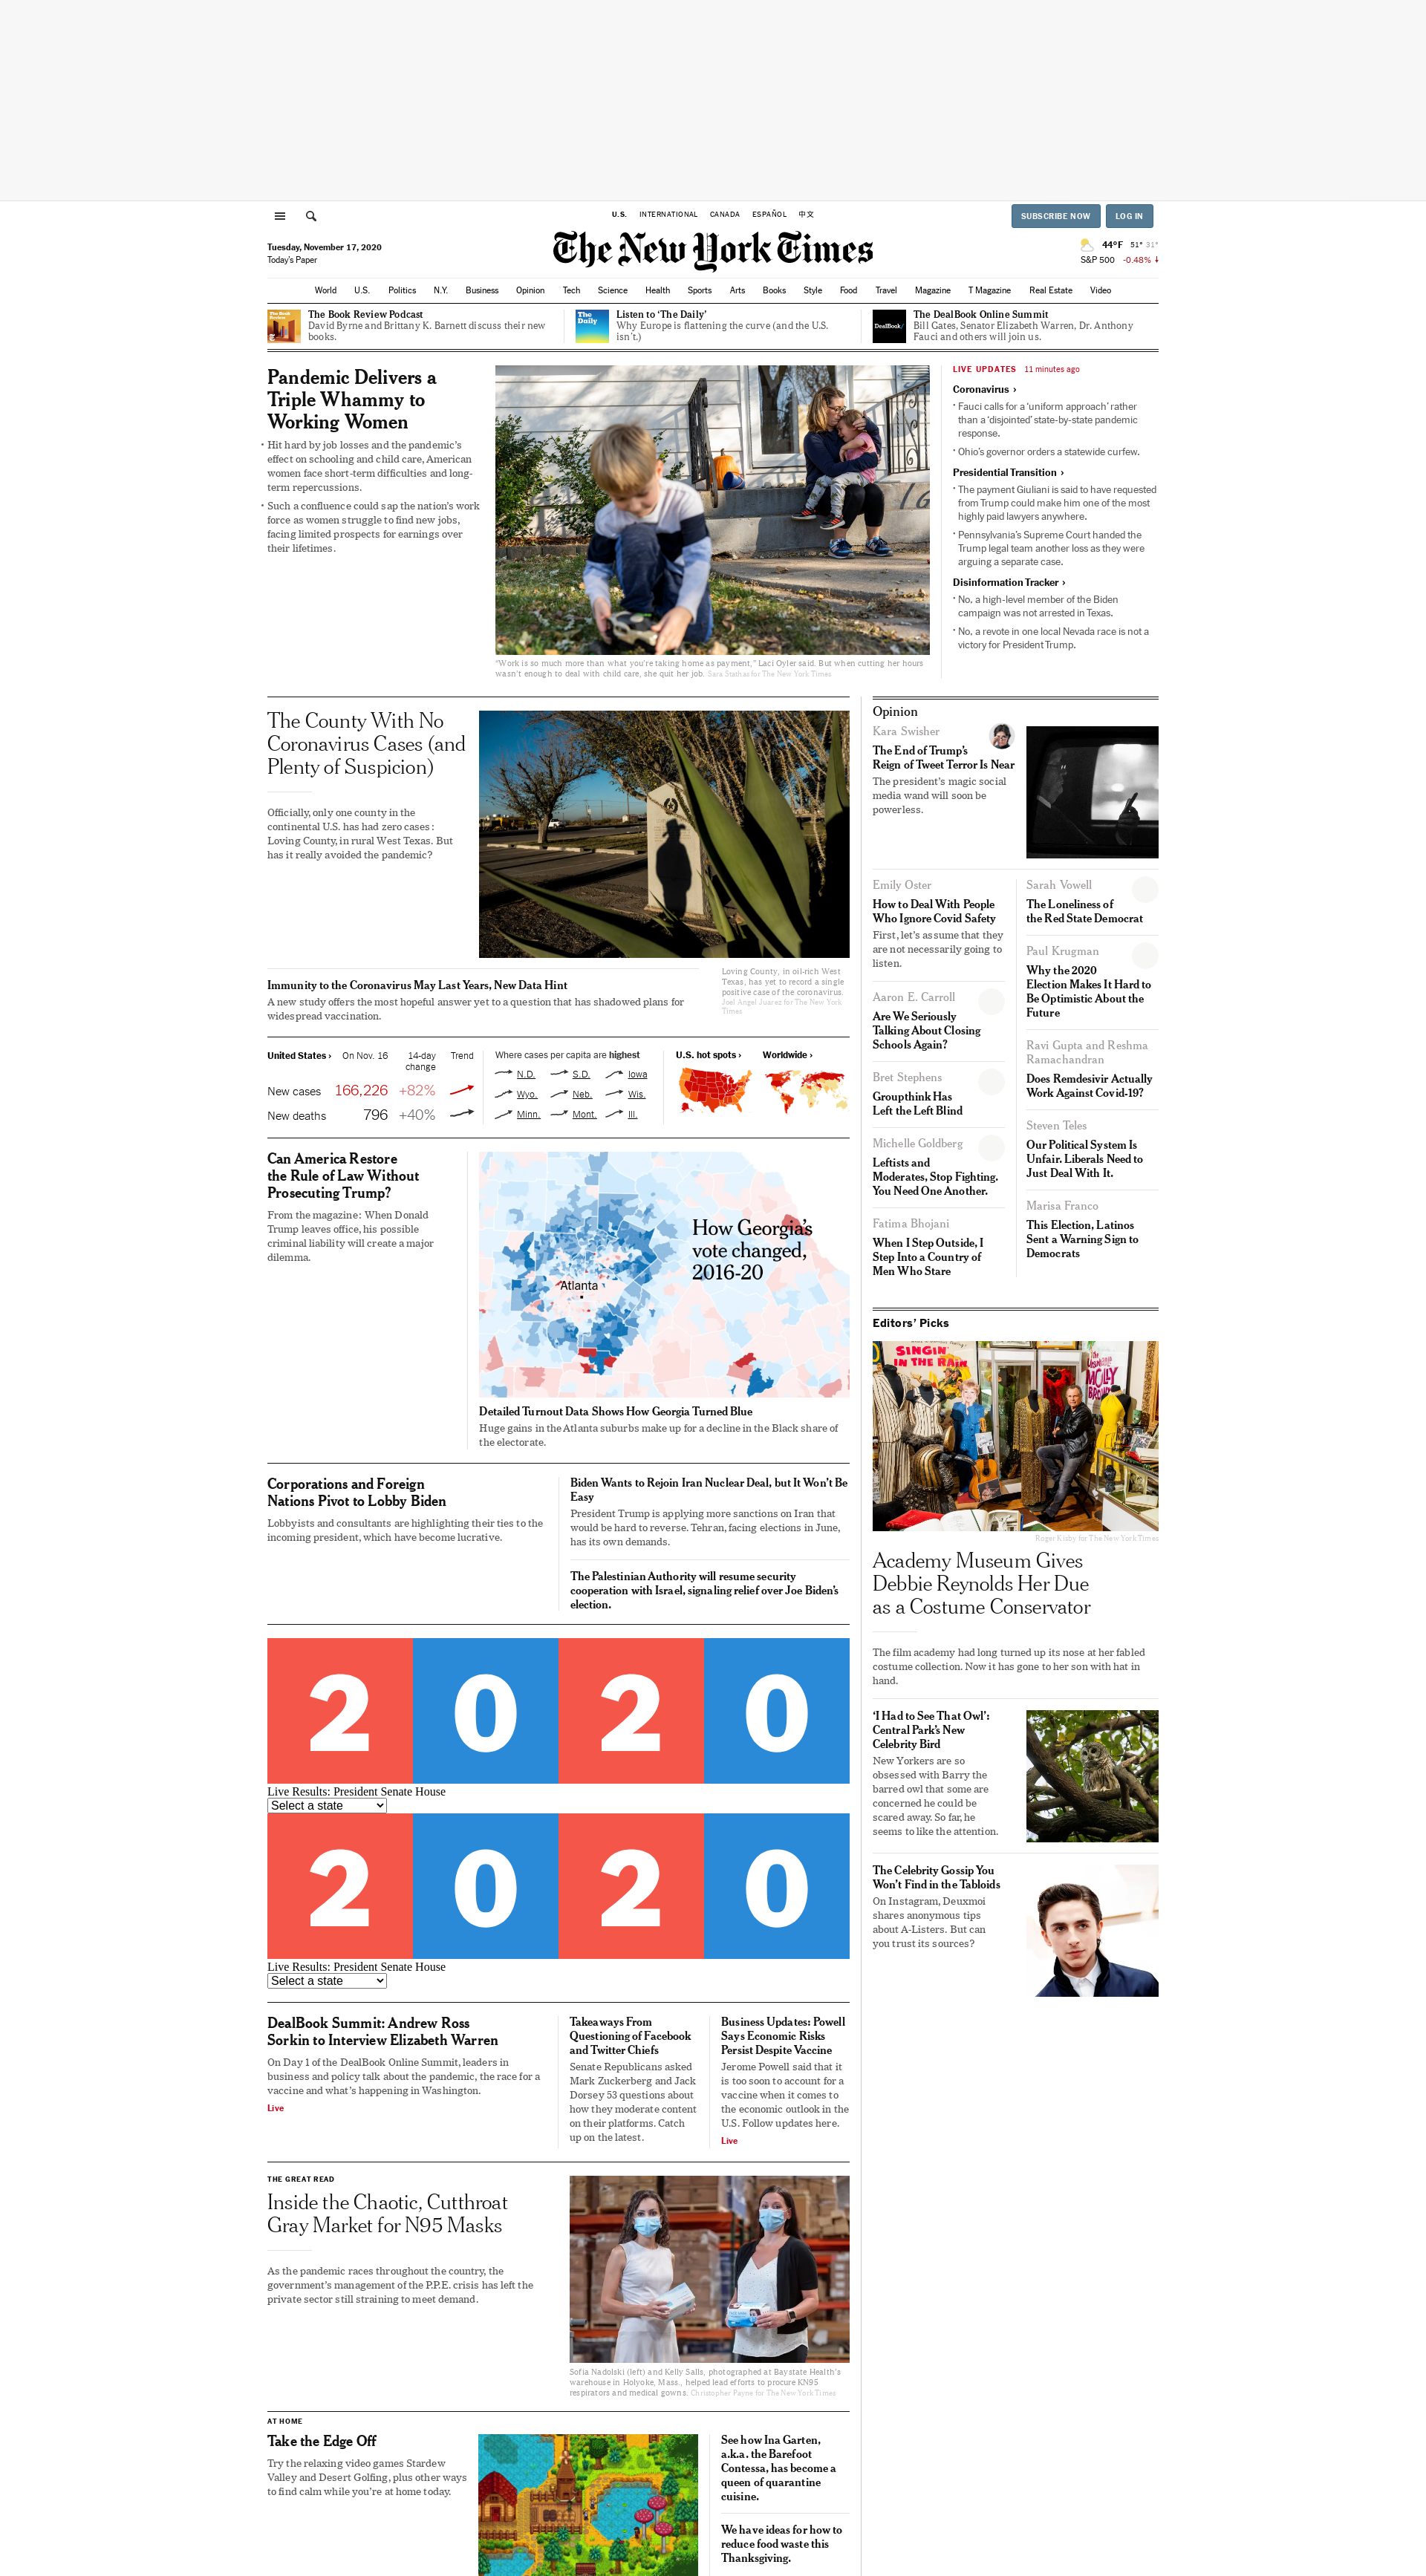 U.S. INTERNATIONAL CANADA ESPAÑOL 中文
SUBSCRIBE NOW LOG IN
Tuesday, November 17, 2020
Today's Paper
The New York Times
44°F 51° 31°
S&P 500 -0.48%
World U.S. Politics N.Y. Business Opinion Tech Science Health Sports Arts Books Style Food Travel Magazine T Magazine Real Estate Video
The Book Review Podcast
David Byrne and Brittany K. Barnett discuss their new
books.
The Daily
Listen to ‘The Daily’
Why Europe is flattening the curve (and the U.S.
isn’t.)
DealBook/
The DealBook Online Summit
Bill Gates, Senator Elizabeth Warren, Dr. Anthony
Fauci and others will join us.
Pandemic Delivers a
Triple Whammy to
Working Women
Hit hard by job losses and the pandemic’s
effect on schooling and child care, American
women face short-term difficulties and long-
term repercussions.
Such a confluence could sap the nation’s work
force as women struggle to find new jobs,
facing limited prospects for earnings over
their lifetimes.
“Work is so much more than what you’re taking home as payment,” Laci Oyler said. But when cutting her hours
wasn’t enough to deal with child care, she quit her job. Sara Stathas for The New York Times
LIVE UPDATES 11 minutes ago
Coronavirus ›
Fauci calls for a ‘uniform approach’ rather
than a ‘disjointed’ state-by-state pandemic
response.
Ohio’s governor orders a statewide curfew.
Presidential Transition ›
The payment Giuliani is said to have requested
from Trump could make him one of the most
highly paid lawyers anywhere.
Pennsylvania’s Supreme Court handed the
Trump legal team another loss as they were
arguing a separate case.
Disinformation Tracker ›
No, a high-level member of the Biden
campaign was not arrested in Texas.
No, a revote in one local Nevada race is not a
victory for President Trump.
The County With No
Coronavirus Cases (and
Plenty of Suspicion)
Officially, only one county in the
continental U.S. has had zero cases:
Loving County, in rural West Texas. But
has it really avoided the pandemic?
Loving County, in oil-rich West
Texas, has yet to record a single
positive case of the coronavirus.
Joel Angel Juarez for The New York
Times
Immunity to the Coronavirus May Last Years, New Data Hint
A new study offers the most hopeful answer yet to a question that has shadowed plans for
widespread vaccination.
United States › On Nov. 16 14-day
change Trend
New cases 166,226 +82%
New deaths 796 +40%
Where cases per capita are highest
N.D. S.D. Iowa
Wyo. Neb. Wis.
Minn. Mont. Ill.
U.S. hot spots › Worldwide ›
Can America Restore
the Rule of Law Without
Prosecuting Trump?
From the magazine: When Donald
Trump leaves office, his possible
criminal liability will create a major
dilemma.
How Georgia’s
vote changed,
2016-20
Atlanta
Detailed Turnout Data Shows How Georgia Turned Blue
Huge gains in the Atlanta suburbs make up for a decline in the Black share of
the electorate.
Corporations and Foreign
Nations Pivot to Lobby Biden
Lobbyists and consultants are highlighting their ties to the
incoming president, which have become lucrative.
Biden Wants to Rejoin Iran Nuclear Deal, but It Won’t Be
Easy
President Trump is applying more sanctions on Iran that
would be hard to reverse. Tehran, facing elections in June,
has its own demands.
The Palestinian Authority will resume security
cooperation with Israel, signaling relief over Joe Biden’s
election.
2 0 2 0
Live Results: President Senate House
Select a state
2 0 2 0
Live Results: President Senate House
Select a state
DealBook Summit: Andrew Ross
Sorkin to Interview Elizabeth Warren
On Day 1 of the DealBook Online Summit, leaders in
business and policy talk about the pandemic, the race for a
vaccine and what’s happening in Washington.
Live
Takeaways From
Questioning of Facebook
and Twitter Chiefs
Senate Republicans asked
Mark Zuckerberg and Jack
Dorsey 53 questions about
how they moderate content
on their platforms. Catch
up on the latest.
Business Updates: Powell
Says Economic Risks
Persist Despite Vaccine
Jerome Powell said that it
is too soon to account for a
vaccine when it comes to
the economic outlook in the
U.S. Follow updates here.
Live
THE GREAT READ
Inside the Chaotic, Cutthroat
Gray Market for N95 Masks
As the pandemic races throughout the country, the
government’s management of the P.P.E. crisis has left the
private sector still straining to meet demand.
Sofia Nadolski (left) and Kelly Salls, photographed at Baystate Health’s
warehouse in Holyoke, Mass., helped lead efforts to procure KN95
respirators and medical gowns. Christopher Payne for The New York Times
AT HOME
Take the Edge Off
Try the relaxing video games Stardew
Valley and Desert Golfing, plus other ways
to find calm while you’re at home today.
See how Ina Garten,
a.k.a. the Barefoot
Contessa, has become a
queen of quarantine
cuisine.
We have ideas for how to
reduce food waste this
Thanksgiving.
Opinion
Kara Swisher
The End of Trump’s
Reign of Tweet Terror Is Near
The president’s magic social
media wand will soon be
powerless.
Emily Oster
How to Deal With People
Who Ignore Covid Safety
First, let’s assume that they
are not necessarily going to
listen.
Aaron E. Carroll
Are We Seriously
Talking About Closing
Schools Again?
Bret Stephens
Groupthink Has
Left the Left Blind
Michelle Goldberg
Leftists and
Moderates, Stop Fighting.
You Need One Another.
Fatima Bhojani
When I Step Outside, I
Step Into a Country of
Men Who Stare
Sarah Vowell
The Loneliness of
the Red State Democrat
Paul Krugman
Why the 2020
Election Makes It Hard to
Be Optimistic About the
Future
Ravi Gupta and Reshma
Ramachandran
Does Remdesivir Actually
Work Against Covid-19?
Steven Teles
Our Political System Is
Unfair. Liberals Need to
Just Deal With It.
Marisa Franco
This Election, Latinos
Sent a Warning Sign to
Democrats
Editors’ Picks
SINGIN’
IN THE RAIN
MOLLY
Roger Kisby for The New York Times
Academy Museum Gives
Debbie Reynolds Her Due
as a Costume Conservator
The film academy had long turned up its nose at her fabled
costume collection. Now it has gone to her son with hat in
hand.
‘I Had to See That Owl’:
Central Park’s New
Celebrity Bird
New Yorkers are so
obsessed with Barry the
barred owl that some are
concerned he could be
scared away. So far, he
seems to like the attention.
The Celebrity Gossip You
Won’t Find in the Tabloids
On Instagram, Deuxmoi
shares anonymous tips
about A-Listers. But can
you trust its sources?